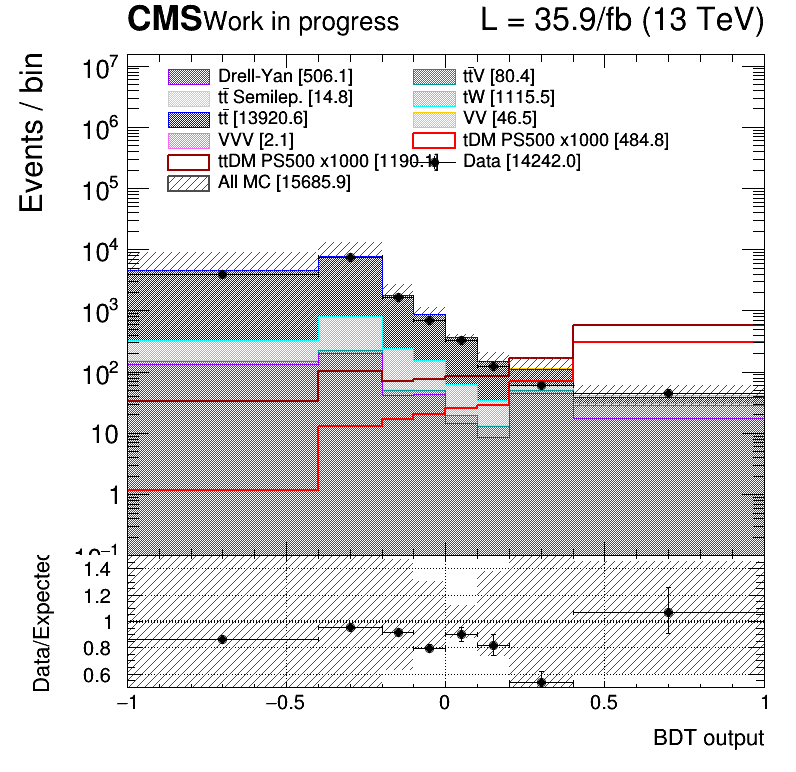 CMS Work in progress L = 35.9/fb (13 TeV)
Events / bin
10⁷
10⁶
10⁵
10⁴
10³
10²
10
1
10⁻¹
Drell-Yan [506.1]
tt̄V [80.4]
tt̄ Semilep. [14.8]
tW [1115.5]
tt̄ [13920.6]
VV [46.5]
VVV [2.1]
tDM PS500 x1000 [484.8]
ttDM PS500 x1000 [1190.1]
Data [14242.0]
All MC [15685.9]
Data/Expected
1.4
1.2
1
0.8
0.6
−1 −0.5 0 0.5 1
BDT output